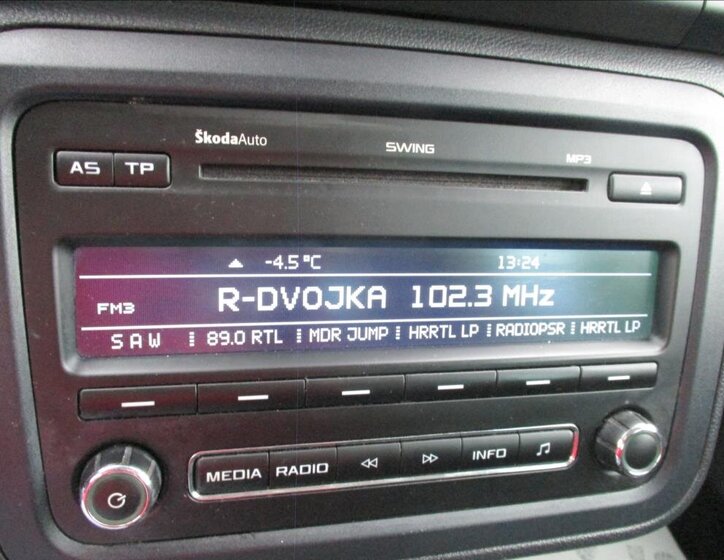 ŠkodaAuto SWING MP3
AS TP
-4.5 °C 13:24
FM3 R-DVOJKA 102.3 MHz
SAW 89.0 RTL MDR JUMP HRRTL LP RADIOPSR HRRTL LP
MEDIA RADIO INFO